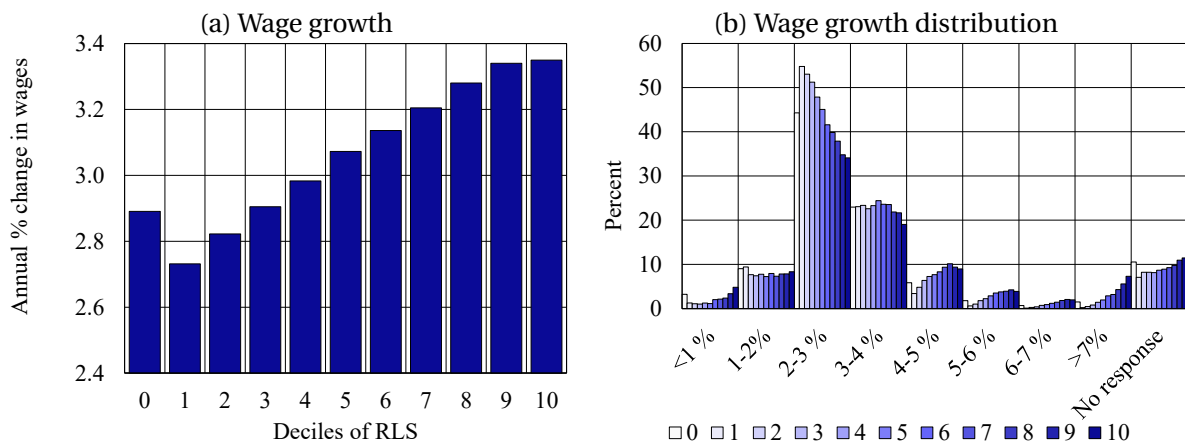 (a) Wage growth
Annual % change in wages
3.4
3.2
3.0
2.8
2.6
2.4
0 1 2 3 4 5 6 7 8 9 10
Deciles of RLS
(b) Wage growth distribution
Percent
60
50
40
30
20
10
0
<1 % 1-2% 2-3 % 3-4 % 4-5 % 5-6 % 6-7 % >7% No response
0 1 2 3 4 5 6 7 8 9 10